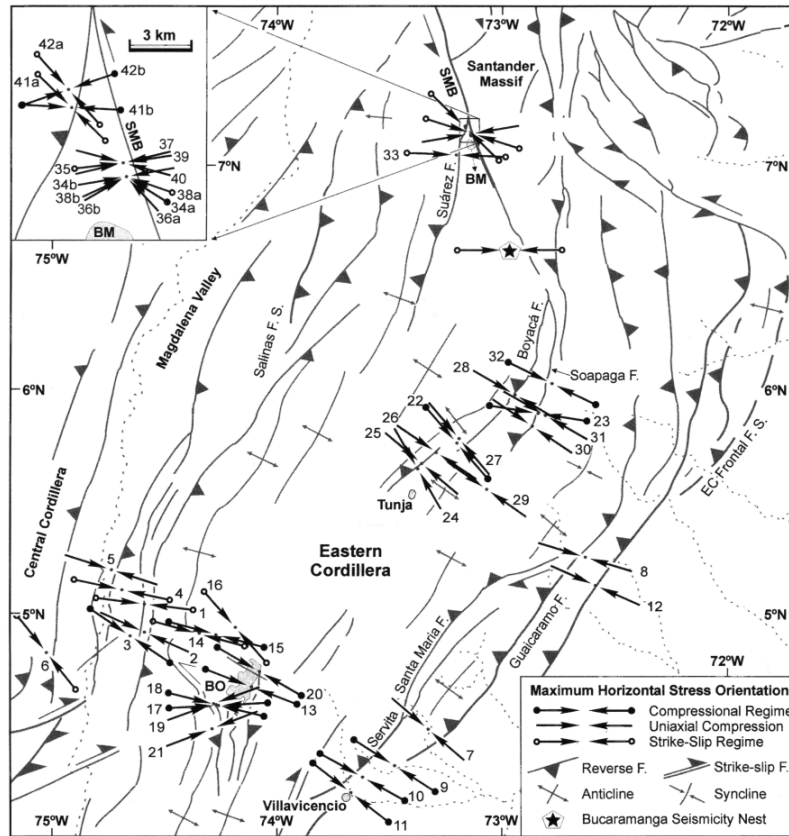 74°W
73°W
72°W
3 km
42a
41a
42b
41b
SMB
37
39
40
35
34b
38b
36b
38a
34a
36a
BM
Santander
Massif
SMB
7°N
33
Suárez F.
BM
75°W
Magdalena Valley
Salinas F. S.
Boyacá F.
32
28
Soapaga F.
6°N
6°N
22
26
25
23
31
30
27
29
24
Tunja
EC Frontal F. S.
Central Cordillera
Eastern
Cordillera
5
4
1
16
8
12
5°N
5°N
3
2
14
15
6
Santa María F.
Guaicaramo F.
72°W
18
BO
17
19
21
20
13
Servita
7
9
10
11
Villavicencio
75°W
74°W
73°W
Maximum Horizontal Stress Orientation
Compressional Regime
Uniaxial Compression
Strike-Slip Regime
Reverse F.
Strike-slip F.
Anticline
Syncline
Bucaramanga Seismicity Nest